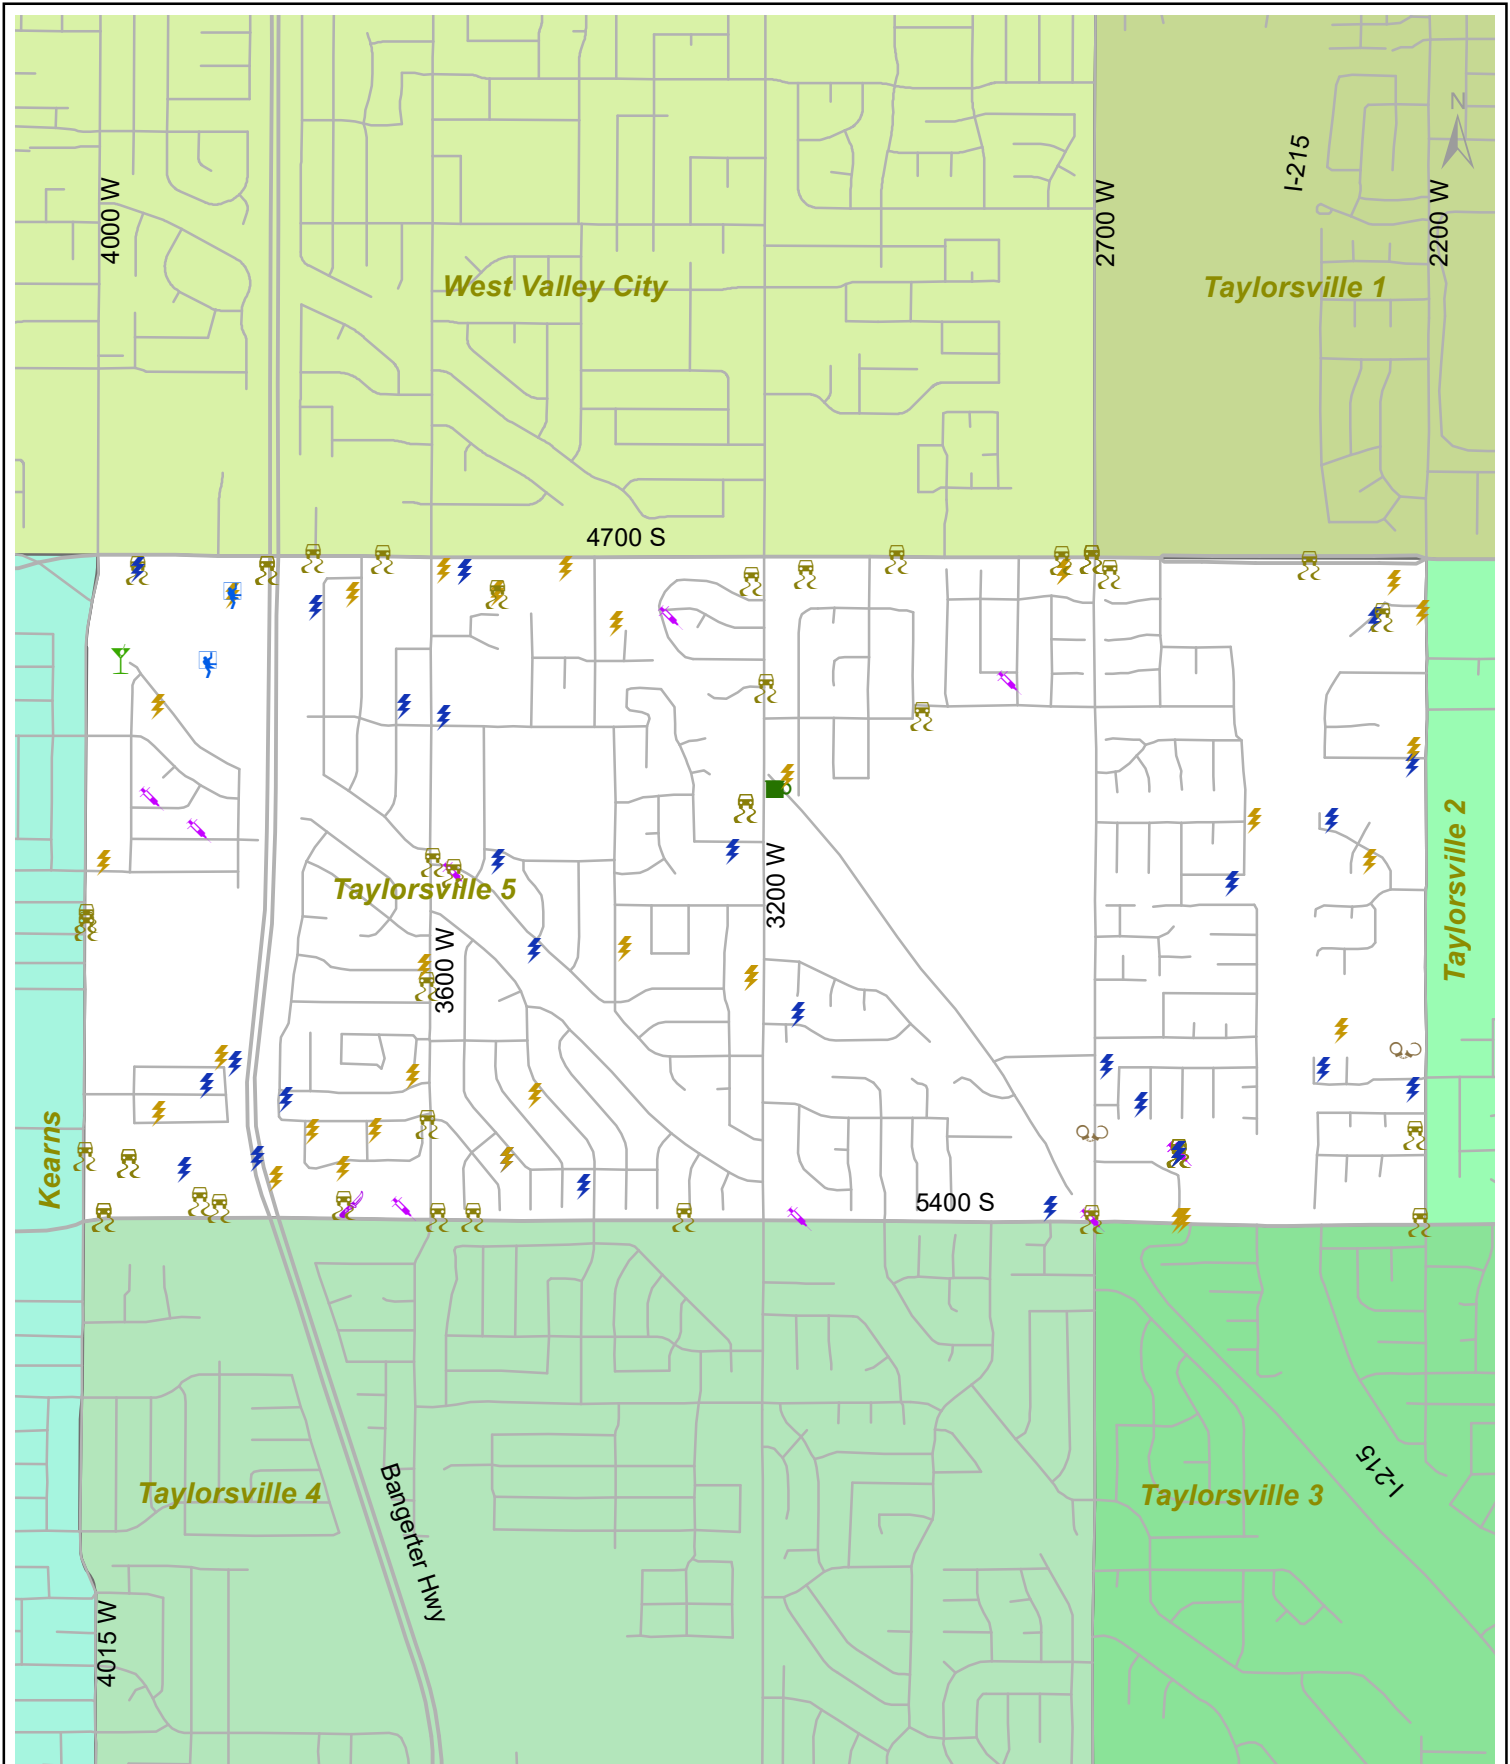 N
I-215
4000 W
2700 W
2200 W
West Valley City
Taylorsville 1
4700 S
Taylorsville 2
3200 W
Taylorsville 5
3600 W
Kearns
5400 S
Taylorsville 4
Taylorsville 3
I-215
Bangerter Hwy
4015 W